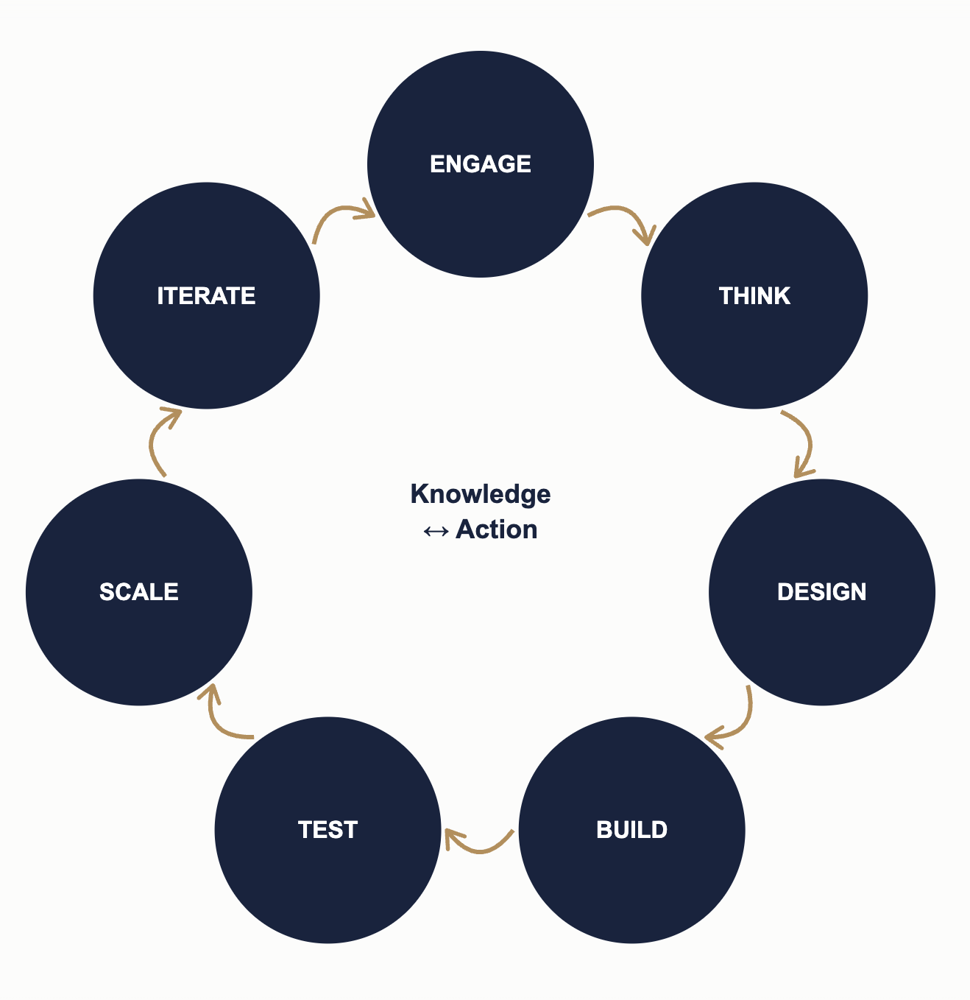 ENGAGE
ITERATE
THINK
Knowledge
↔ Action
SCALE
DESIGN
TEST
BUILD